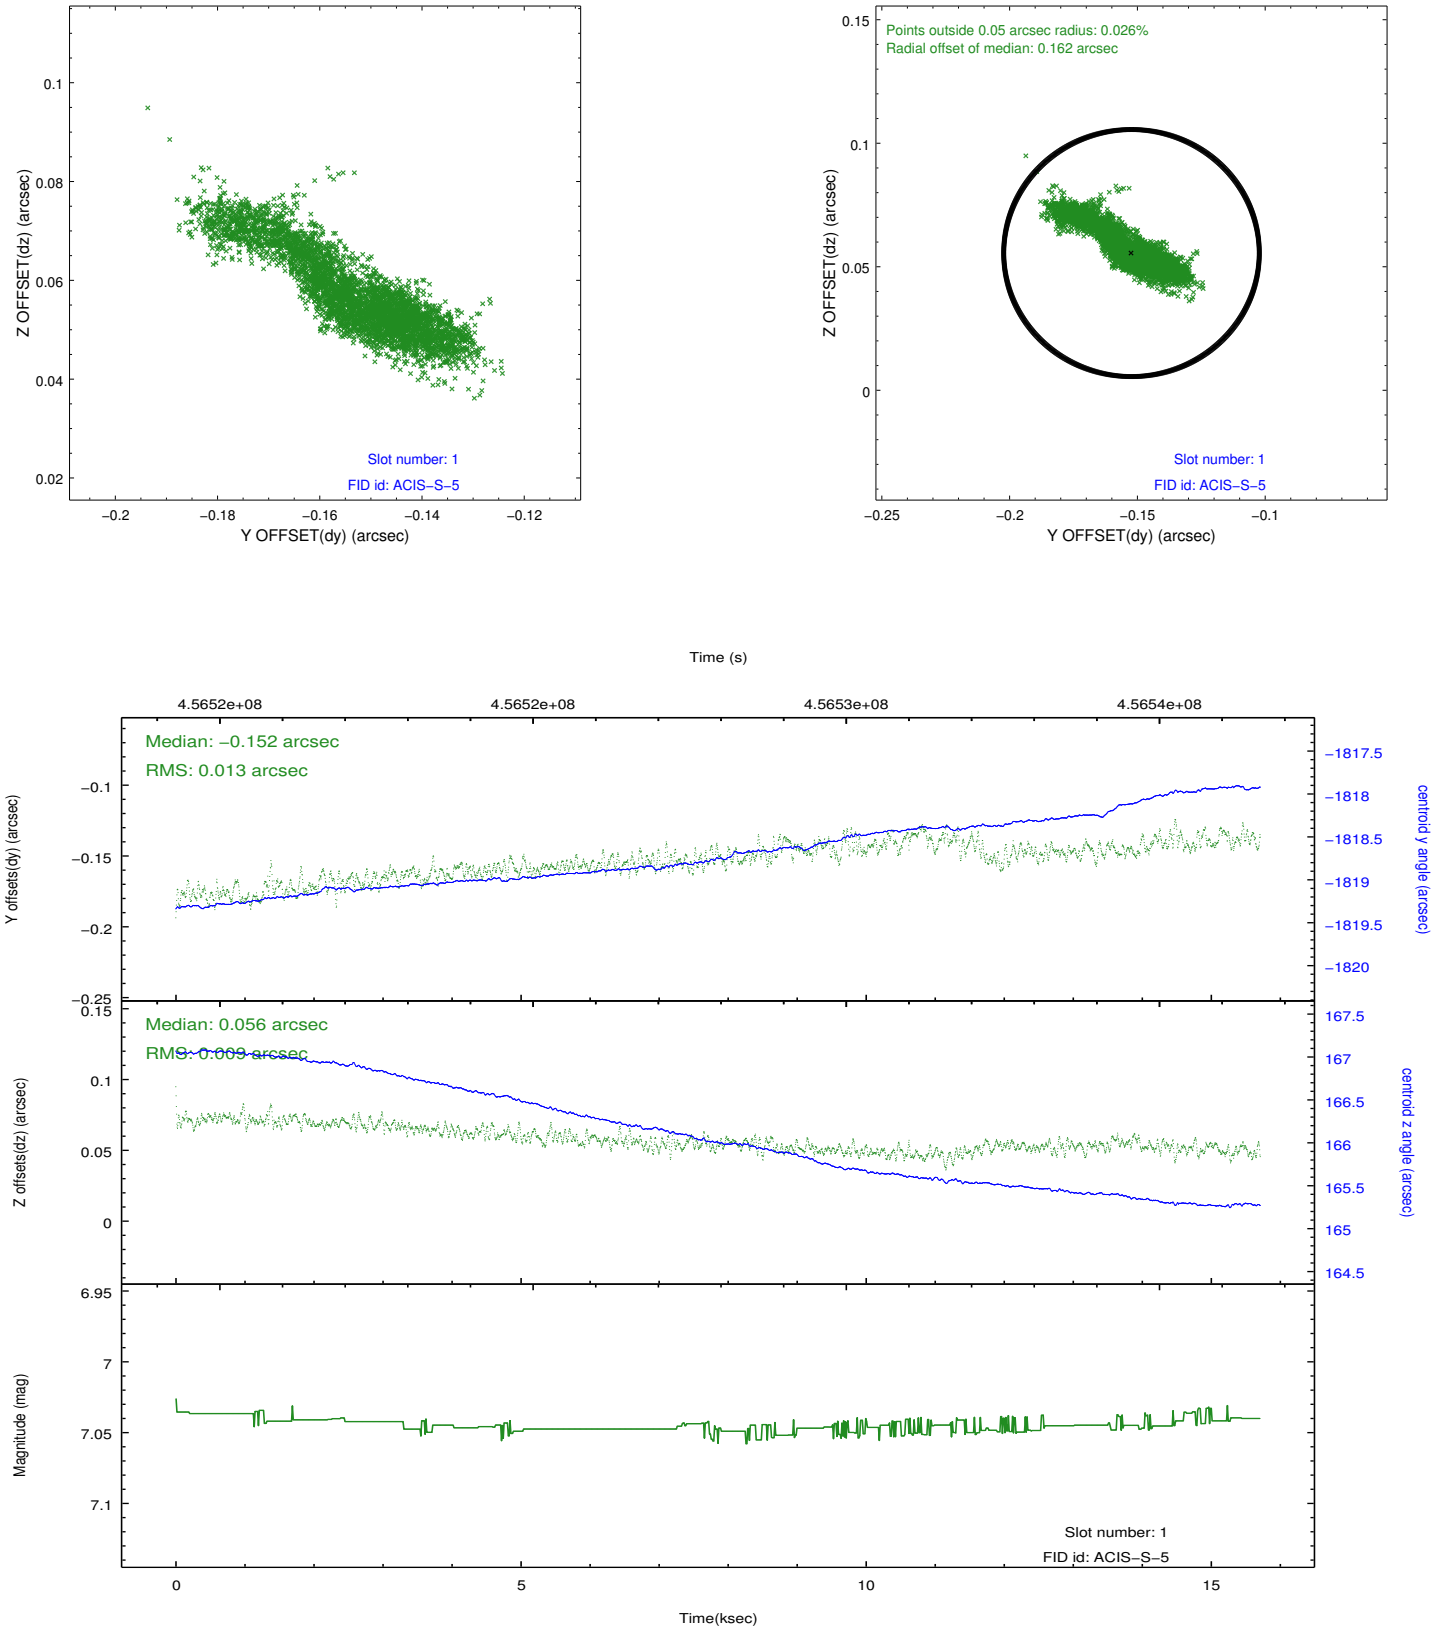 0.1
0.08
0.06
0.04
0.02
Z OFFSET(dz) (arcsec)
Slot number: 1
FID id: ACIS−S−5
−0.2 −0.18 −0.16 −0.14 −0.12
Y OFFSET(dy) (arcsec)
Points outside 0.05 arcsec radius: 0.026%
Radial offset of median: 0.162 arcsec
0.15
0.1
0.05
0
Z OFFSET(dz) (arcsec)
Slot number: 1
FID id: ACIS−S−5
−0.25 −0.2 −0.15 −0.1
Y OFFSET(dy) (arcsec)
Time (s)
4.5652e+08 4.5652e+08 4.5653e+08 4.5654e+08
Median: −0.152 arcsec
RMS: 0.013 arcsec
−0.1
−0.15
−0.2
−0.25
Y offsets(dy) (arcsec)
−1817.5
−1818
−1818.5
−1819
−1819.5
−1820
centroid y angle (arcsec)
Median: 0.056 arcsec
RMS: 0.009 arcsec
0.15
0.1
0.05
0
Z offsets(dz) (arcsec)
167.5
167
166.5
166
165.5
165
164.5
centroid z angle (arcsec)
6.95
7
7.05
7.1
Magnitude (mag)
Slot number: 1
FID id: ACIS−S−5
0 5 10 15
Time(ksec)